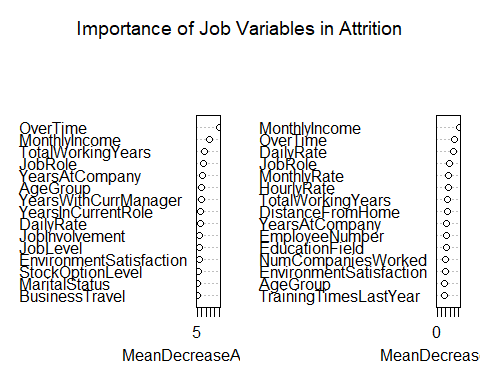 Importance of Job Variables in Attrition
OverTime
MonthlyIncome
TotalWorkingYears
JobRole
YearsAtCompany
AgeGroup
YearsWithCurrManager
YearsInCurrentRole
DailyRate
JobInvolvement
JobLevel
EnvironmentSatisfaction
StockOptionLevel
MaritalStatus
BusinessTravel
5
MeanDecreaseA
MonthlyIncome
OverTime
DailyRate
JobRole
MonthlyRate
HourlyRate
TotalWorkingYears
DistanceFromHome
YearsAtCompany
EmployeeNumber
EducationField
NumCompaniesWorked
EnvironmentSatisfaction
AgeGroup
TrainingTimesLastYear
0
MeanDecrease